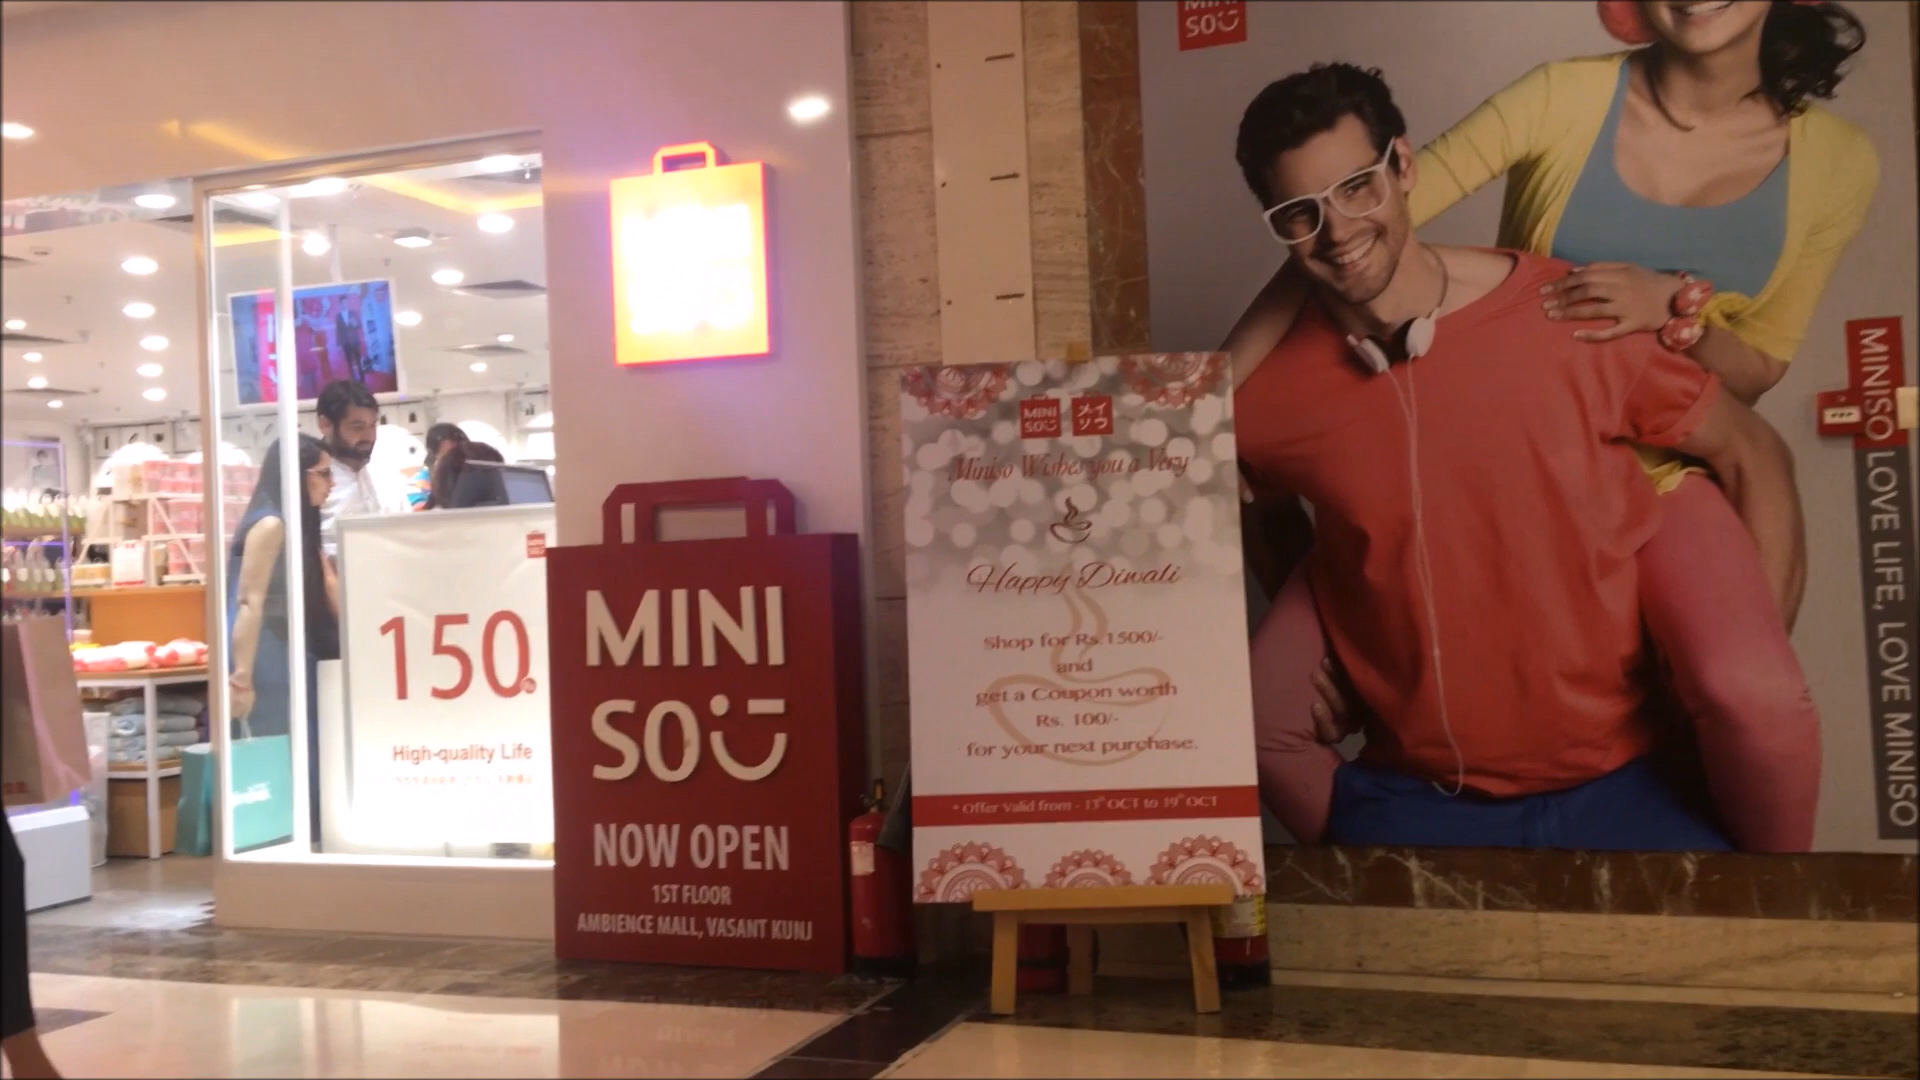 150
High-quality Life
MINI
SO
NOW OPEN
1ST FLOOR
AMBIENCE MALL, VASANT KUNJ
MINI
SO
メイ
ソウ
Miniso Wishes you a Very
Happy Diwali
Shop for Rs.1500/-
and
get a Coupon worth
Rs. 100/-
for your next purchase.
* Offer Valid from - 13th OCT to 19th OCT
MINI
SO
MINISO LOVE LIFE, LOVE MINISO